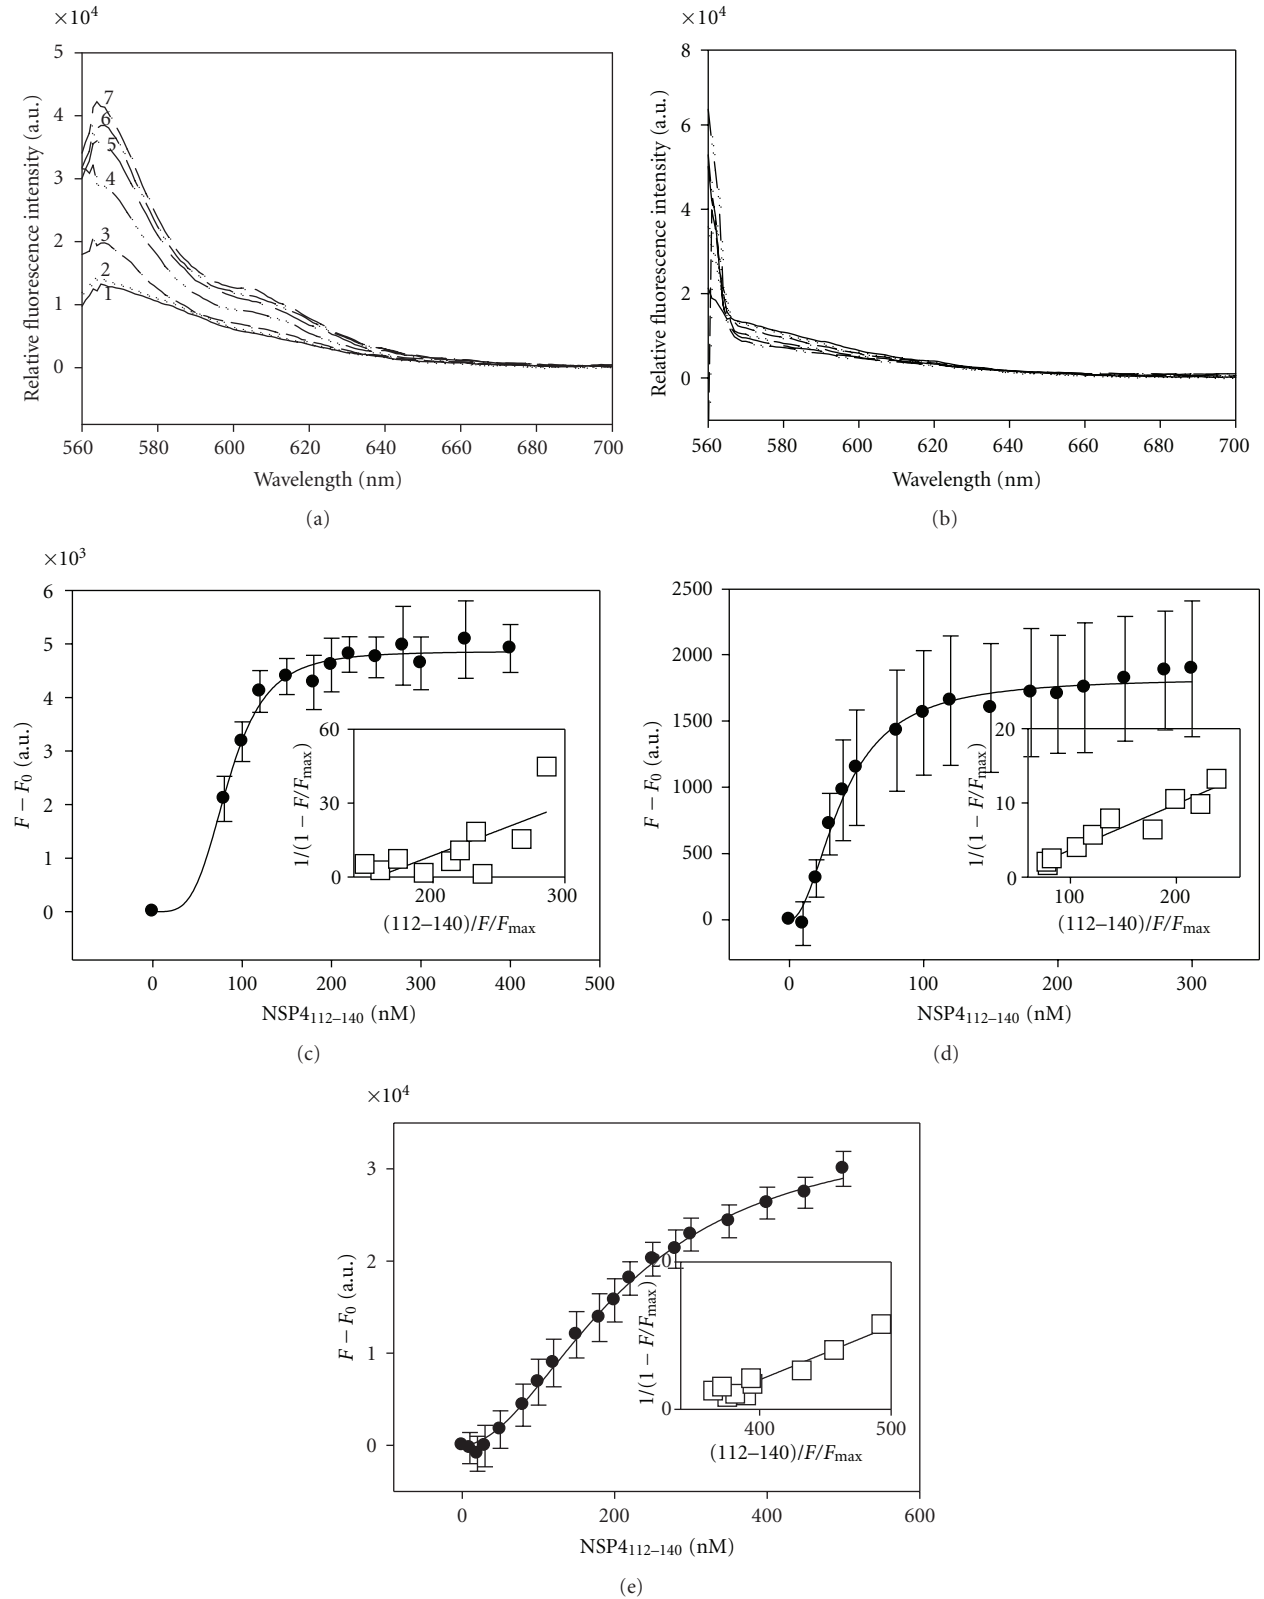 ×10⁴
5
4
3
2
1
0
7
6
5
4
3
2
1
Relative fluorescence intensity (a.u.)
560 580 600 620 640 660 680 700
Wavelength (nm)
(a)
×10⁴
8
6
4
2
0
Relative fluorescence intensity (a.u.)
560 580 600 620 640 660 680 700
Wavelength (nm)
(b)
×10³
6
5
4
3
2
1
0
F − F₀ (a.u.)
60
30
0
1/(1 − F/Fmax)
200 300
(112–140)/F/Fmax
0 100 200 300 400 500
NSP4₁₁₂₋₁₄₀ (nM)
(c)
2500
2000
1500
1000
500
0
F − F₀ (a.u.)
20
10
0
1/(1 − F/Fmax)
100 200
(112–140)/F/Fmax
0 100 200 300
NSP4₁₁₂₋₁₄₀ (nM)
(d)
×10⁴
3
2
1
0
F − F₀ (a.u.)
0
1/(1 − F/Fmax)
400 500
(112–140)/F/Fmax
0 200 400 600
NSP4₁₁₂₋₁₄₀ (nM)
(e)